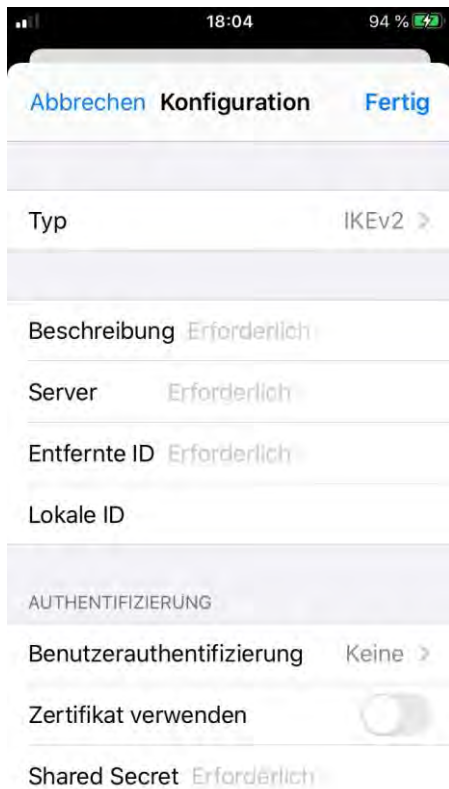 18:04 94 %
Abbrechen Konfiguration Fertig
Typ IKEv2
Beschreibung Erforderlich
Server Erforderlich
Entfernte ID Erforderlich
Lokale ID
AUTHENTIFIZIERUNG
Benutzerauthentifizierung Keine
Zertifikat verwenden
Shared Secret Erforderlich